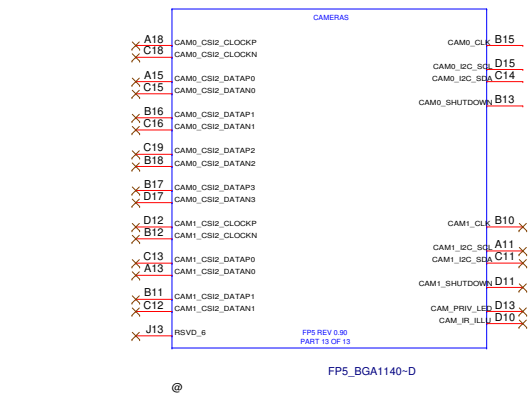 CAMERAS
A18 CAM0_CSI2_CLOCKP
C18 CAM0_CSI2_CLOCKN
A15 CAM0_CSI2_DATAP0
C15 CAM0_CSI2_DATAN0
B16 CAM0_CSI2_DATAP1
C16 CAM0_CSI2_DATAN1
C19 CAM0_CSI2_DATAP2
B18 CAM0_CSI2_DATAN2
B17 CAM0_CSI2_DATAP3
D17 CAM0_CSI2_DATAN3
D12 CAM1_CSI2_CLOCKP
B12 CAM1_CSI2_CLOCKN
C13 CAM1_CSI2_DATAP0
A13 CAM1_CSI2_DATAN0
B11 CAM1_CSI2_DATAP1
C12 CAM1_CSI2_DATAN1
J13 RSVD_6
CAM0_CLK B15
CAM0_I2C_SCL D15
CAM0_I2C_SDA C14
CAM0_SHUTDOWN B13
CAM1_CLK B10
CAM1_I2C_SCL A11
CAM1_I2C_SDA C11
CAM1_SHUTDOWN D11
CAM_PRIV_LED D13
CAM_IR_ILLU D10
FP5 REV 0.90
PART 13 OF 13
FP5_BGA1140~D
@